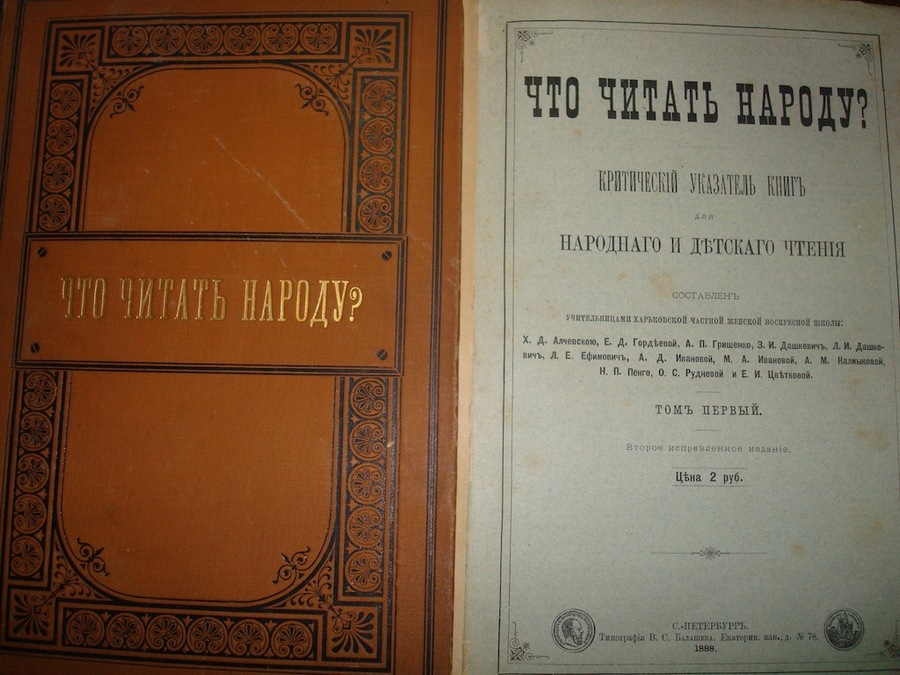 ЧТО ЧИТАТЬ НАРОДУ?
ЧТО ЧИТАТЬ НАРОДУ?
КРИТИЧЕСКІЙ УКАЗАТЕЛЬ КНИГЪ
ДЛЯ
НАРОДНАГО И ДѢТСКАГО ЧТЕНІЯ
СОСТАВЛЕНЪ
УЧИТЕЛЬНИЦАМИ ХАРЬКОВСКОЙ ЧАСТНОЙ ЖЕНСКОЙ ВОСКРЕСНОЙ ШКОЛЫ:
Х. Д. Алчевскою, Е. Д. Гордѣевой, А. П. Грищенко, З. И. Дашкевичъ, Л. И. Дашке-
вичъ, Л. Е. Ефимовичъ, А. Д. Ивановой, М. А. Ивановой, А. М. Калмыковой,
Н. П. Пенго, О. С. Рудневой и Е. И. Цвѣтковой.
ТОМЪ ПЕРВЫЙ.
Второе исправленное изданіе.
Цѣна 2 руб.
С.-ПЕТЕРБУРГЪ.
Типографія В. С. Балашева. Екатерин. кан., д. № 78.
1888.